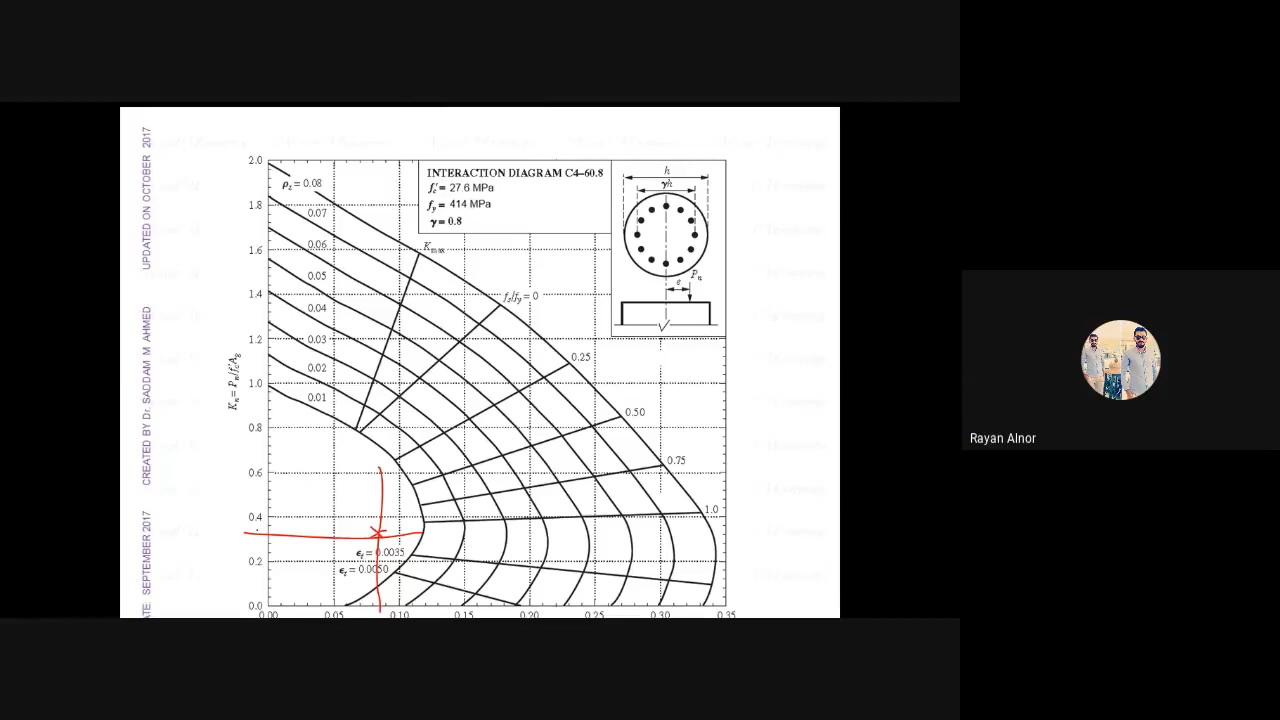 UPDATED ON OCTOBER 2017
CREATED BY Dr. SADDAM M AHMED
ATE: SEPTEMBER 2017
INTERACTION DIAGRAM C4–60.8
f′c = 27.6 MPa
fy = 414 MPa
γ = 0.8
h
γh
e
Pn
Kn = Pn/f′cAg
2.0
1.8
1.6
1.4
1.2
1.0
0.8
0.6
0.4
0.2
0.0
ρz = 0.08
0.07
0.06
0.05
0.04
0.03
0.02
0.01
Kmax
fs/fy = 0
0.25
0.50
0.75
1.0
εt = 0.0035
εt = 0.0050
0.00
0.05
0.10
0.15
0.20
0.25
0.30
0.35
Rayan Alnor